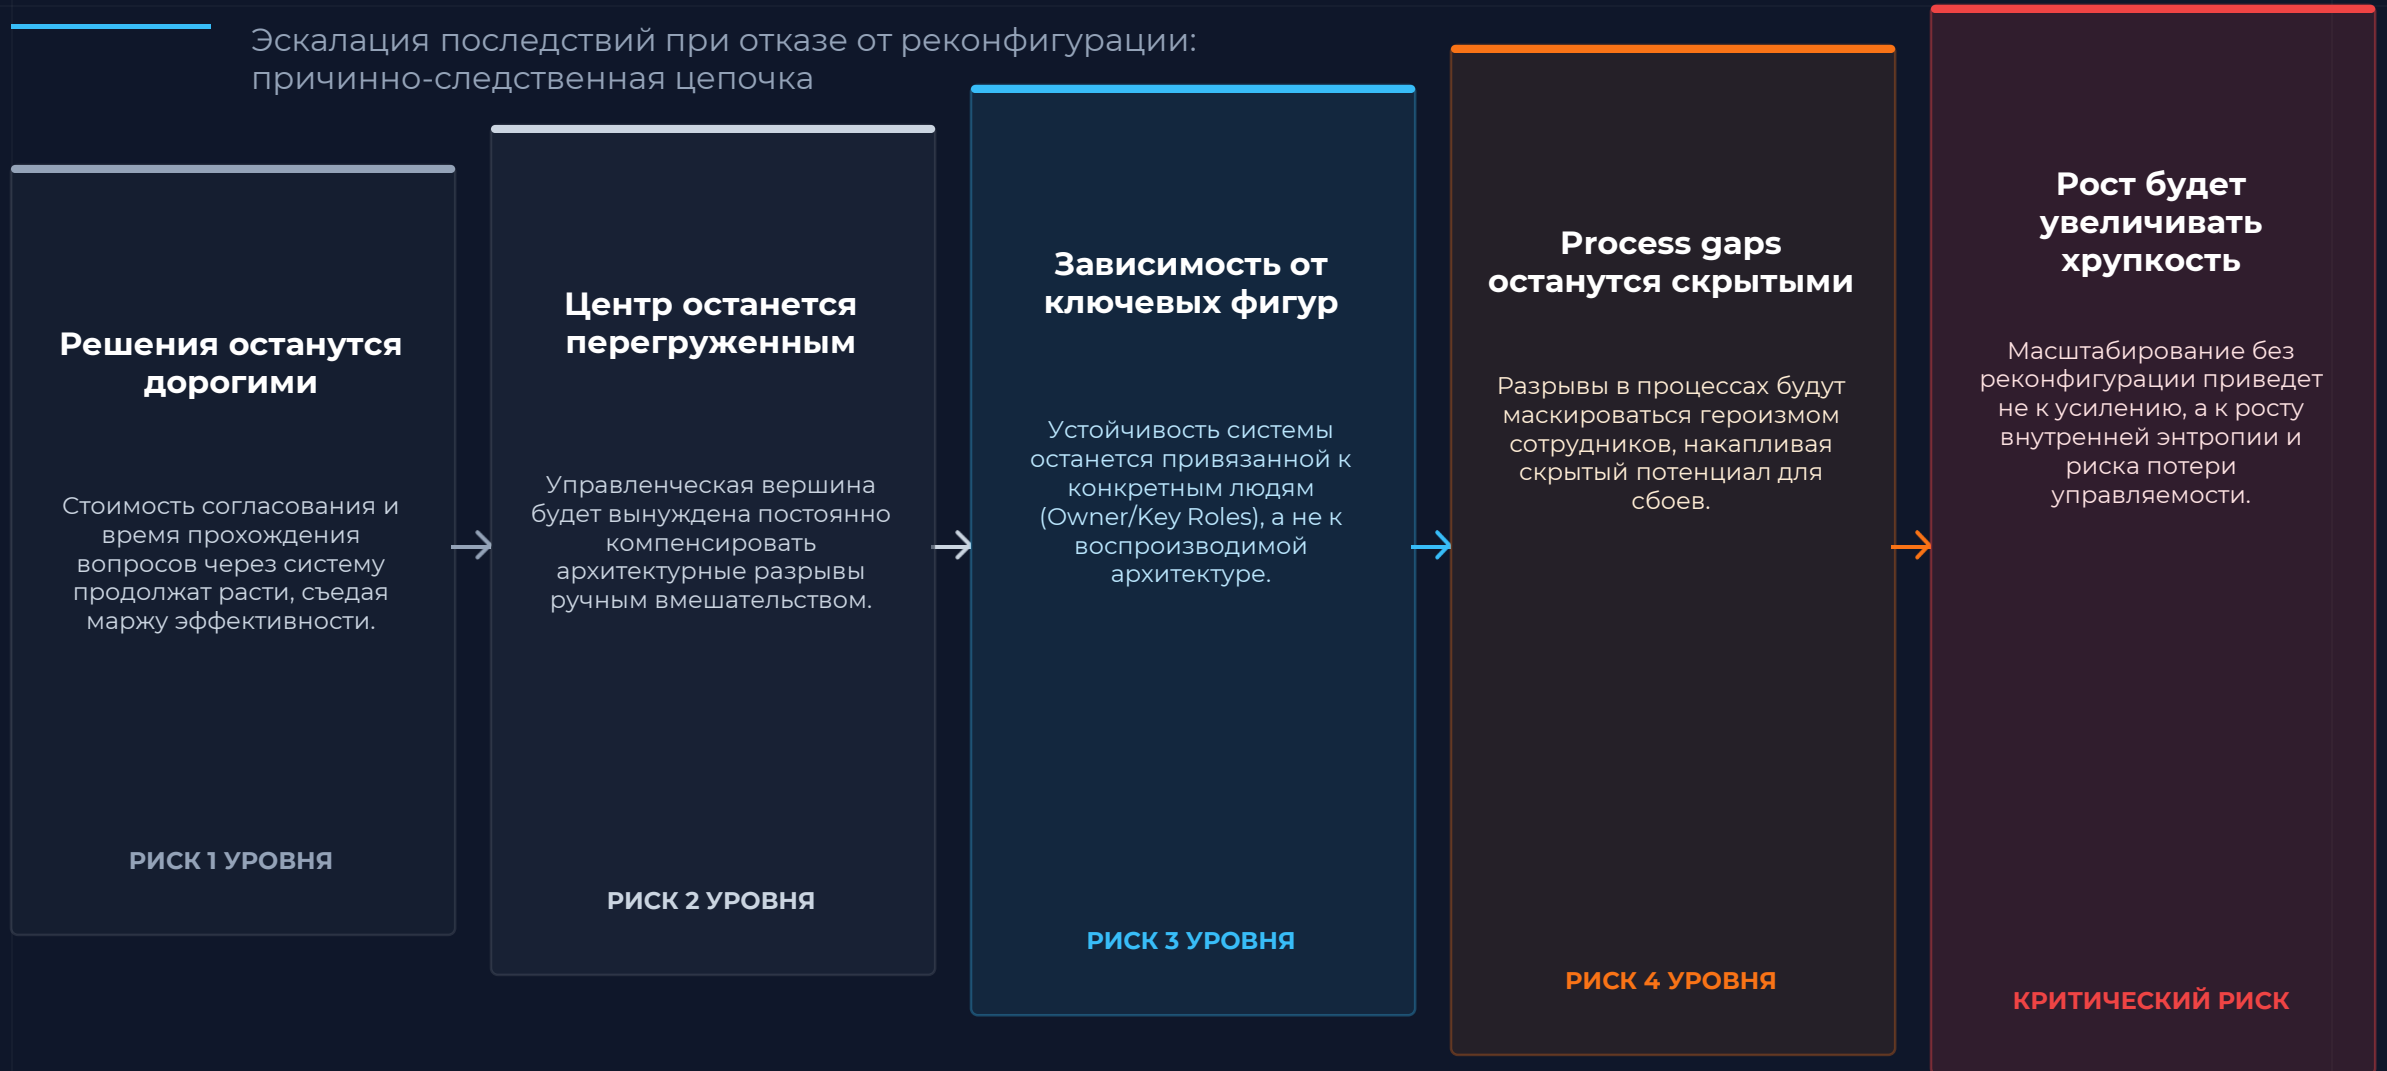 Эскалация последствий при отказе от реконфигурации:
причинно-следственная цепочка
Решения останутся
дорогими
Стоимость согласования и
время прохождения
вопросов через систему
продолжат расти, съедая
маржу эффективности.
РИСК 1 УРОВНЯ
Центр останется
перегруженным
Управленческая вершина
будет вынуждена постоянно
компенсировать
архитектурные разрывы
ручным вмешательством.
РИСК 2 УРОВНЯ
Зависимость от
ключевых фигур
Устойчивость системы
останется привязанной к
конкретным людям
(Owner/Key Roles), а не к
воспроизводимой
архитектуре.
РИСК 3 УРОВНЯ
Process gaps
останутся скрытыми
Разрывы в процессах будут
маскироваться героизмом
сотрудников, накапливая
скрытый потенциал для
сбоев.
РИСК 4 УРОВНЯ
Рост будет
увеличивать
хрупкость
Масштабирование без
реконфигурации приведет
не к усилению, а к росту
внутренней энтропии и
риска потери
управляемости.
КРИТИЧЕСКИЙ РИСК